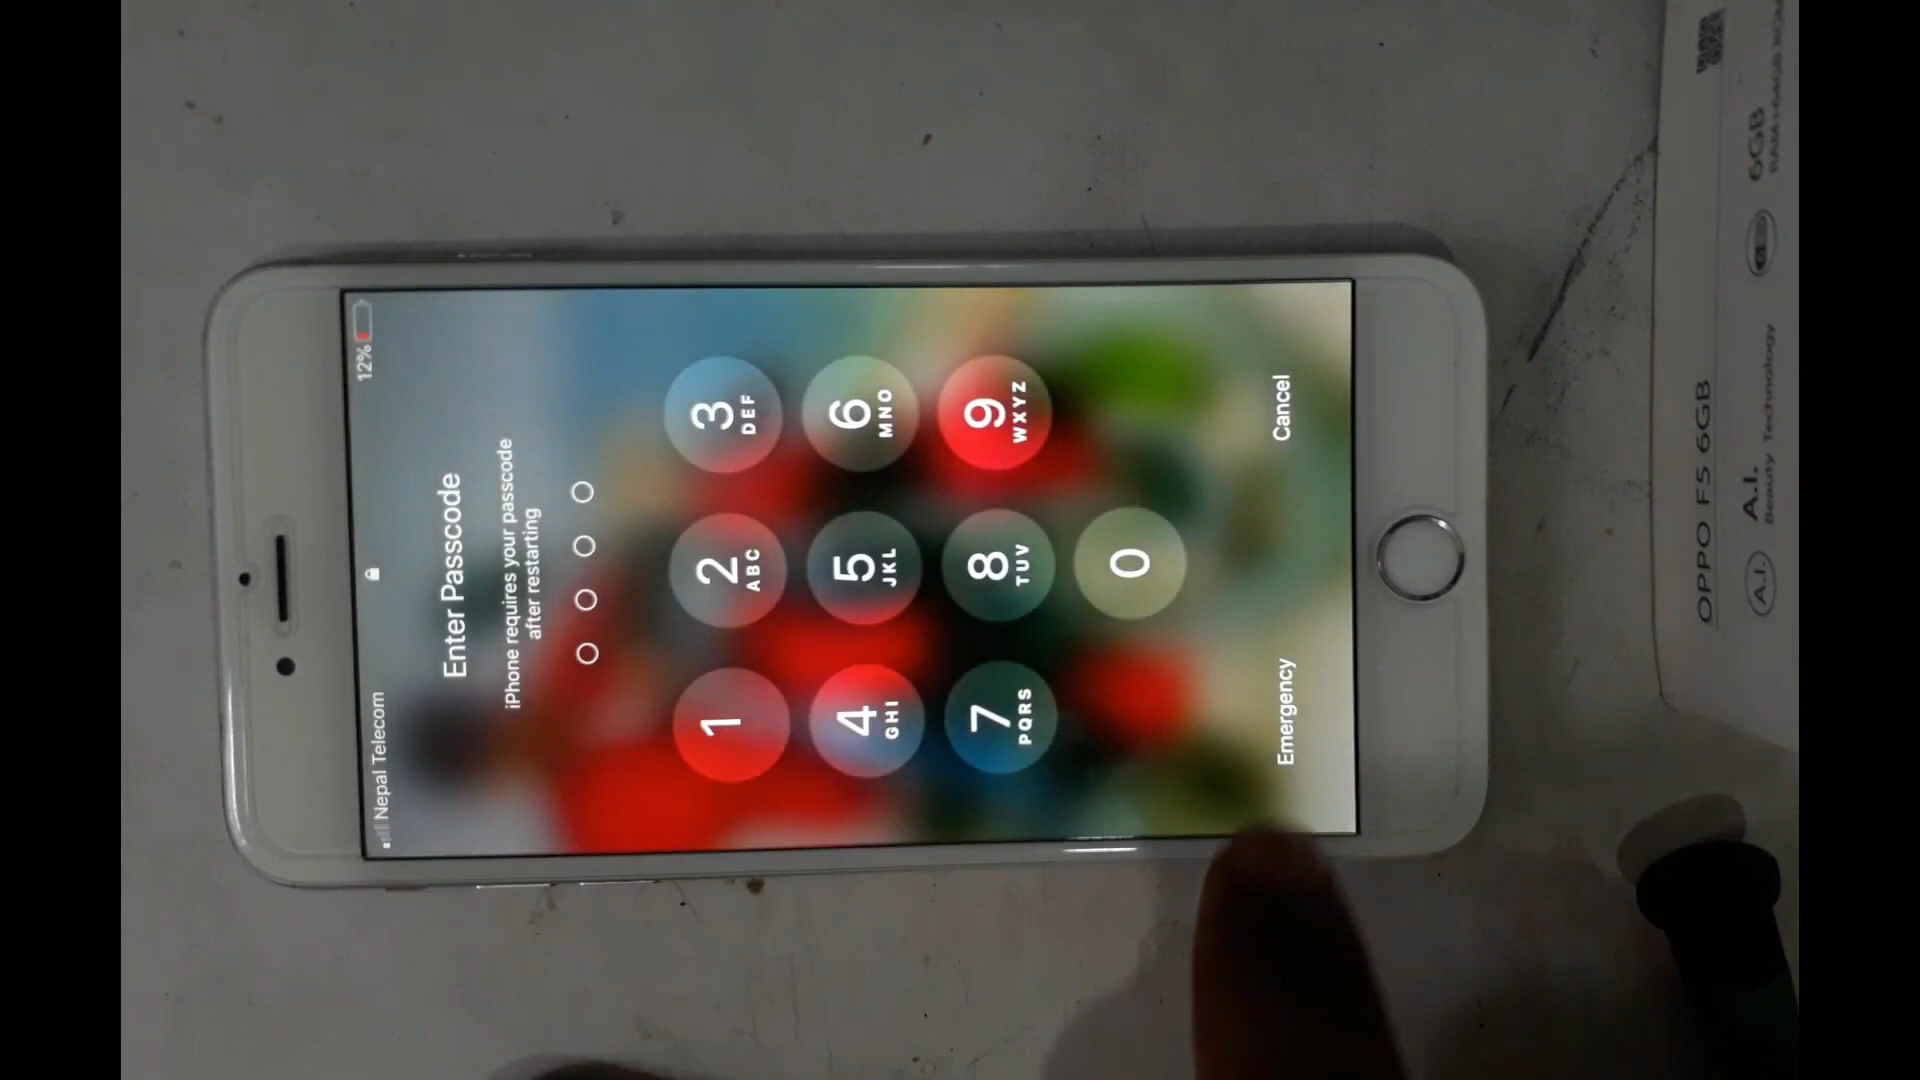 Nepal Telecom
12%
Enter Passcode
iPhone requires your passcode
after restarting
1
2
ABC
3
DEF
4
GHI
5
JKL
6
MNO
7
PQRS
8
TUV
9
WXYZ
0
Emergency
Cancel
OPPO F5 6GB
A.I.
A.I.
Beauty Technology
6GB